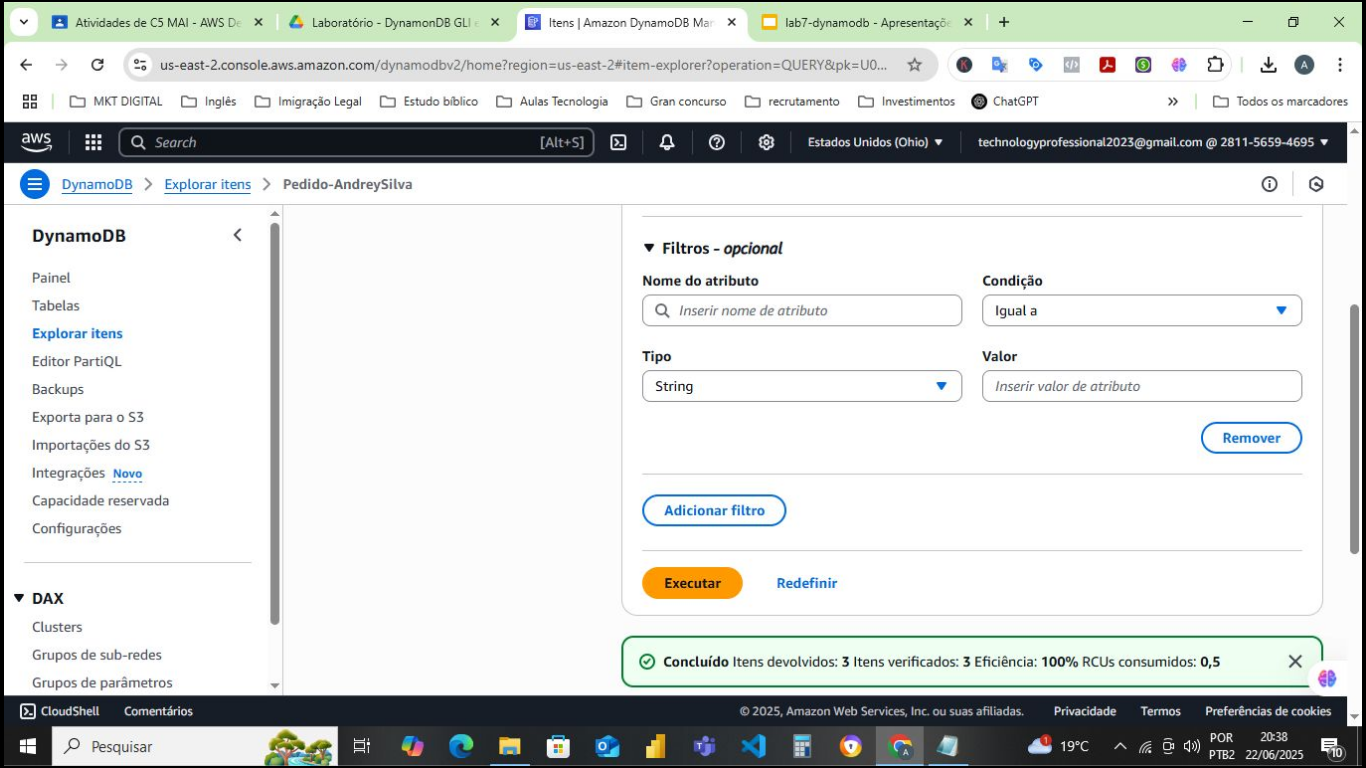 Atividades de C5 MAI - AWS De
Laboratório - DynamonDB GLI e
Itens | Amazon DynamoDB Mar
lab7-dynamodb - Apresentaçõe
us-east-2.console.aws.amazon.com/dynamodbv2/home?region=us-east-2#item-explorer?operation=QUERY&pk=U0...
A
MKT DIGITAL
Inglês
Imigração Legal
Estudo bíblico
Aulas Tecnologia
Gran concurso
recrutamento
Investimentos
ChatGPT
»
Todos os marcadores
aws
Search
[Alt+S]
Estados Unidos (Ohio)
technologyprofessional2023@gmail.com @ 2811-5659-4695
DynamoDB
Explorar itens
Pedido-AndreySilva
DynamoDB
Painel
Tabelas
Explorar itens
Editor PartiQL
Backups
Exporta para o S3
Importações do S3
Integrações Novo
Capacidade reservada
Configurações
DAX
Clusters
Grupos de sub-redes
Grupos de parâmetros
Filtros - opcional
Nome do atributo
Condição
Inserir nome de atributo
Igual a
Tipo
Valor
String
Inserir valor de atributo
Remover
Adicionar filtro
Executar
Redefinir
Concluído Itens devolvidos: 3 Itens verificados: 3 Eficiência: 100% RCUs consumidos: 0,5
CloudShell
Comentários
© 2025, Amazon Web Services, Inc. ou suas afiliadas.
Privacidade
Termos
Preferências de cookies
Pesquisar
1
19°C
POR
PTB2
20:38
22/06/2025
10